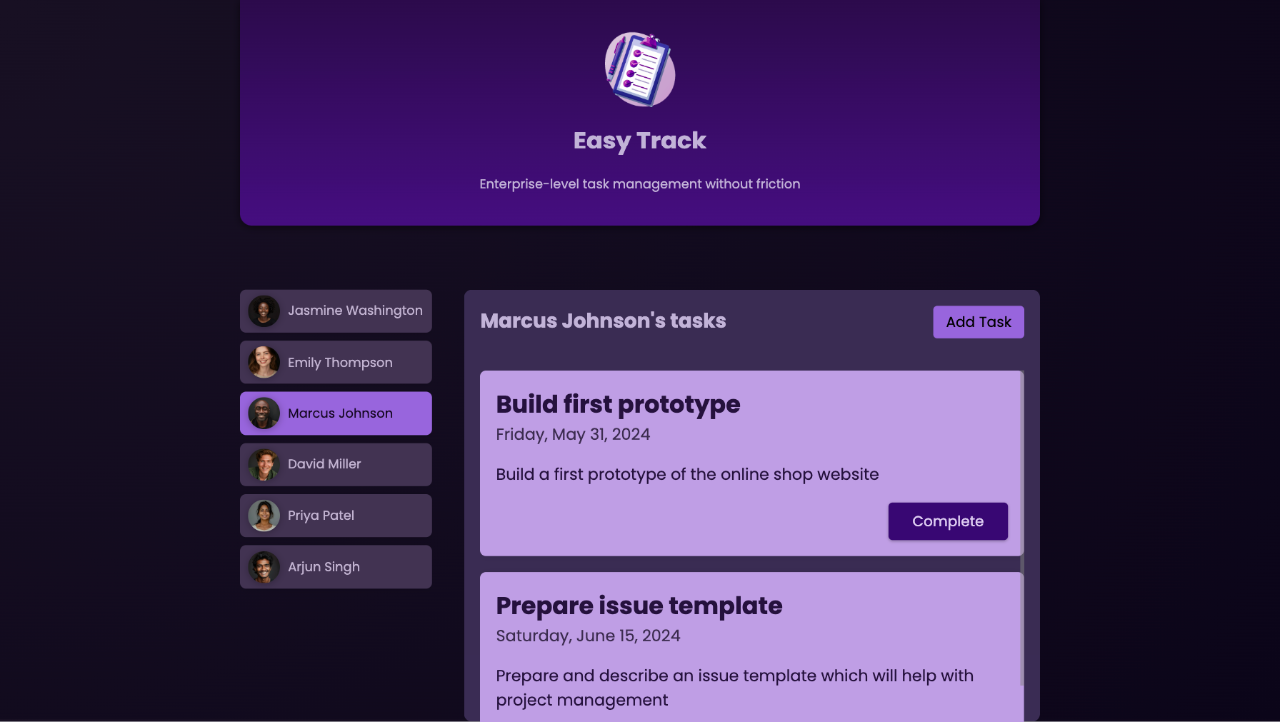 Easy Track
Enterprise-level task management without friction
Jasmine Washington
Emily Thompson
Marcus Johnson
David Miller
Priya Patel
Arjun Singh
Marcus Johnson's tasks
Add Task
Build first prototype
Friday, May 31, 2024
Build a first prototype of the online shop website
Complete
Prepare issue template
Saturday, June 15, 2024
Prepare and describe an issue template which will help with
project management